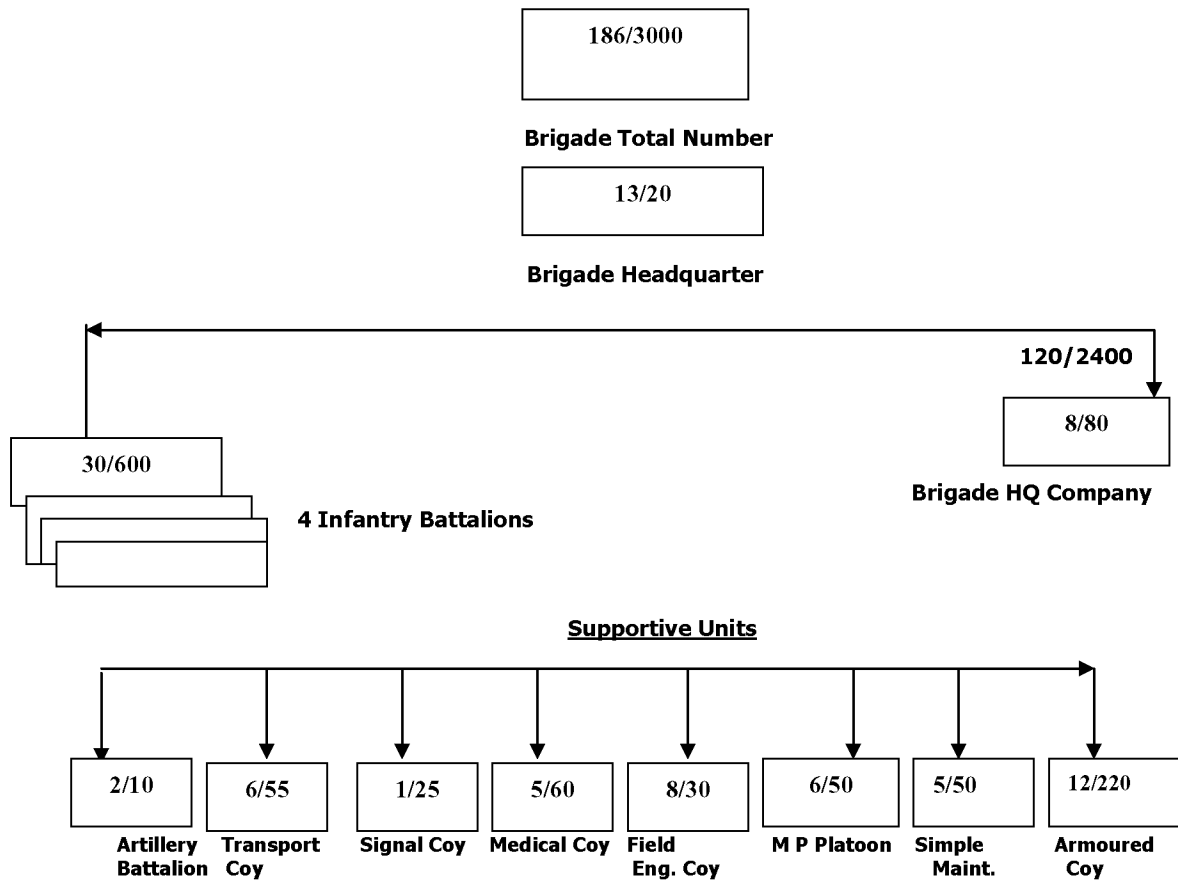 186/3000
Brigade Total Number
13/20
Brigade Headquarter
120/2400
8/80
Brigade HQ Company
30/600
4 Infantry Battalions
Supportive Units
2/10
Artillery
Battalion
6/55
Transport
Coy
1/25
Signal Coy
5/60
Medical Coy
8/30
Field
Eng. Coy
6/50
M P Platoon
5/50
Simple
Maint.
12/220
Armoured
Coy